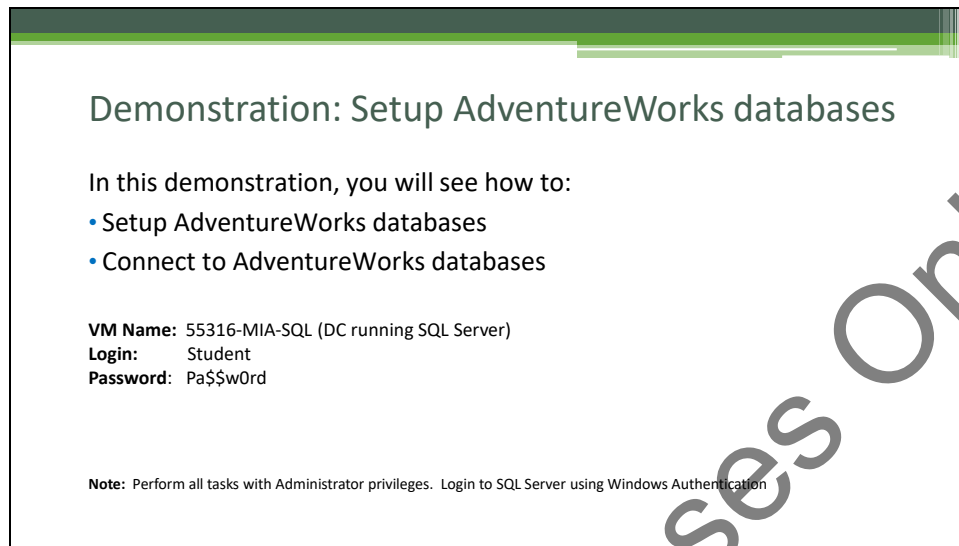 Demonstration: Setup AdventureWorks databases
In this demonstration, you will see how to:
• Setup AdventureWorks databases
• Connect to AdventureWorks databases
VM Name: 55316-MIA-SQL (DC running SQL Server)
Login: Student
Password: Pa$$w0rd
Note: Perform all tasks with Administrator privileges. Login to SQL Server using Windows Authentication